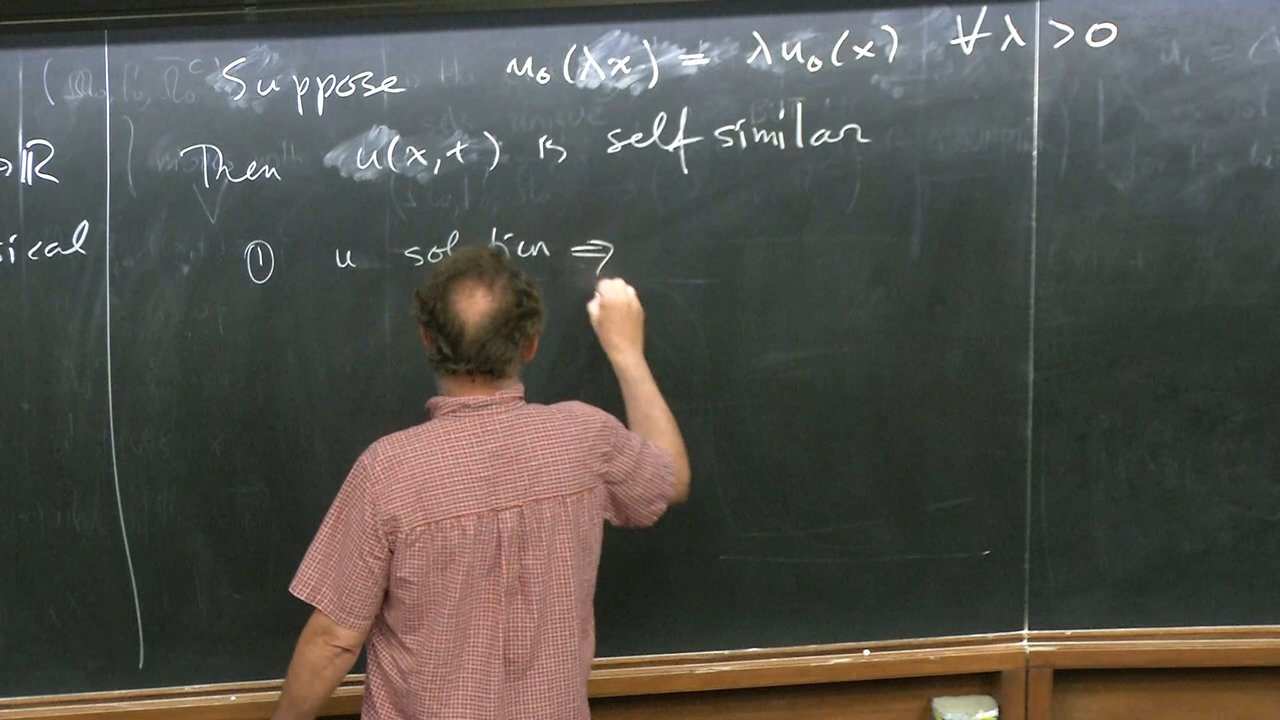 Suppose u₀(λx) = λu₀(x) ∀λ>0
ℝ
Then u(x,t) is self similar
ical
① u solution ⇒